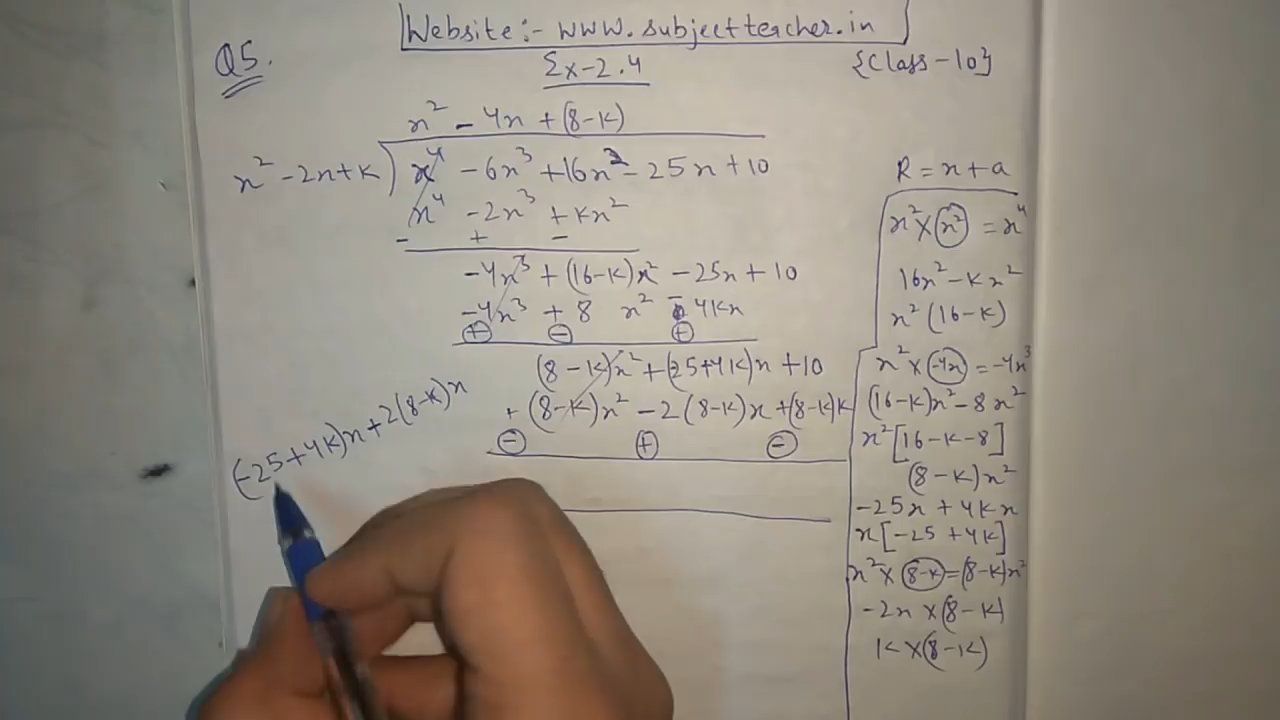 Website:- www.subjectteacher.in
Q5.
Ex-2.4
{Class-10}
x² - 4x + (8-k)
x² - 2x + k ) x⁴ - 6x³ + 16x² - 25x + 10
x⁴ - 2x³ + kx²
- + -
-4x³ + (16-k)x² - 25x + 10
-4x³ + 8 x² - 4kx
+ - +
(8-k)x² + (25+4k)x + 10
+ (8-k)x² - 2(8-k)x + (8-k)k
- + -
(-25+4k)x + 2(8-k)x
R = x + a
x² × x² = x⁴
16x² - kx²
x² (16-k)
x² × -4x = -4x³
(16-k)x² - 8x²
x² [16-k-8]
(8-k)x²
-25x + 4kx
x[-25 + 4k]
x² × 8-k = (8-k)x²
-2x × (8-k)
k × (8-k)